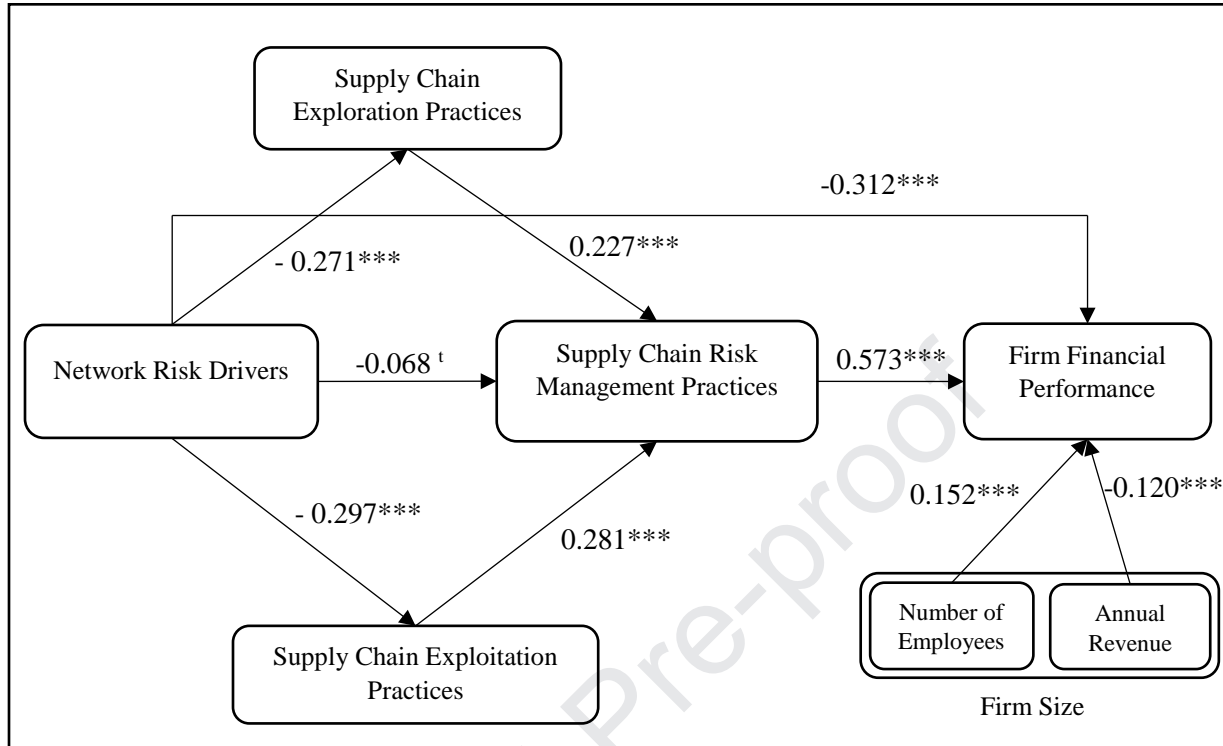 Supply Chain
Exploration Practices
-0.312***
- 0.271***
0.227***
Network Risk Drivers
-0.068 ᵗ
Supply Chain Risk
Management Practices
0.573***
Firm Financial
Performance
- 0.297***
0.281***
0.152***
-0.120***
Supply Chain Exploitation
Practices
Number of
Employees
Annual
Revenue
Firm Size
Pre-proof